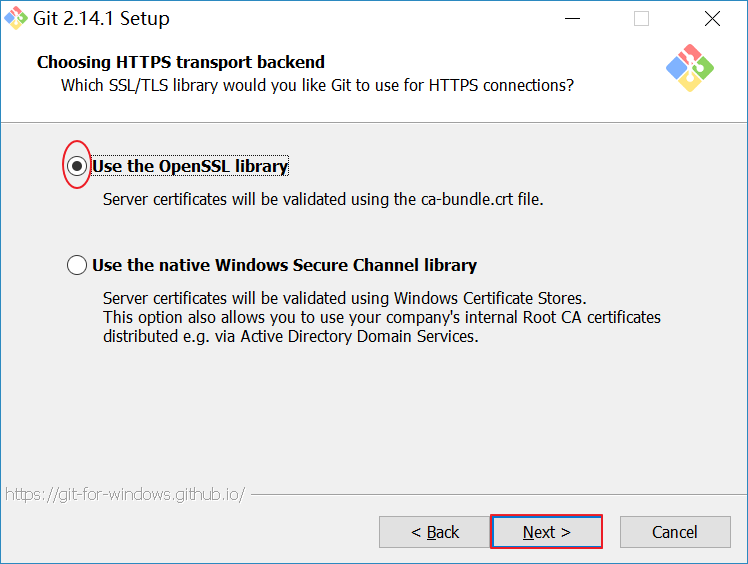 Git 2.14.1 Setup
Choosing HTTPS transport backend
Which SSL/TLS library would you like Git to use for HTTPS connections?
Use the OpenSSL library
Server certificates will be validated using the ca-bundle.crt file.
Use the native Windows Secure Channel library
Server certificates will be validated using Windows Certificate Stores.
This option also allows you to use your company's internal Root CA certificates
distributed e.g. via Active Directory Domain Services.
https://git-for-windows.github.io/
< Back Next > Cancel